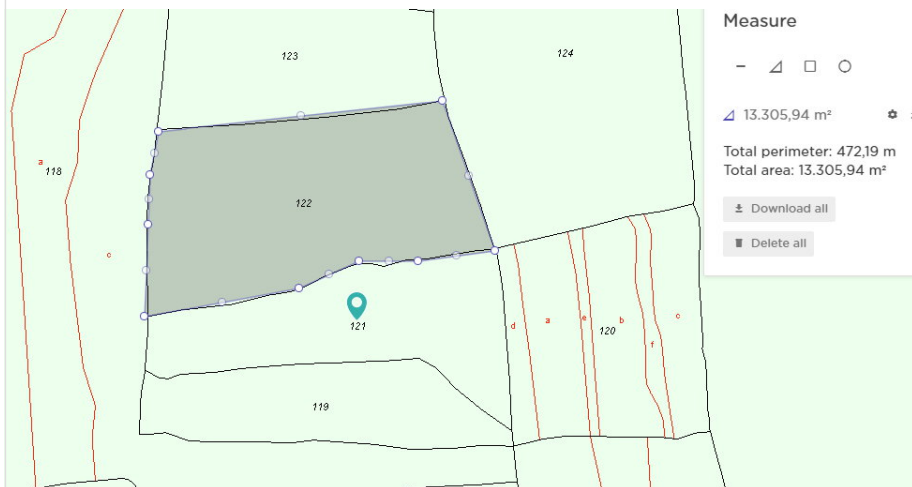 Measure
13.305,94 m²
Total perimeter: 472,19 m
Total area: 13.305,94 m²
Download all
Delete all
123
124
a
118
122
c
121
d
a
e
120
b
f
c
119